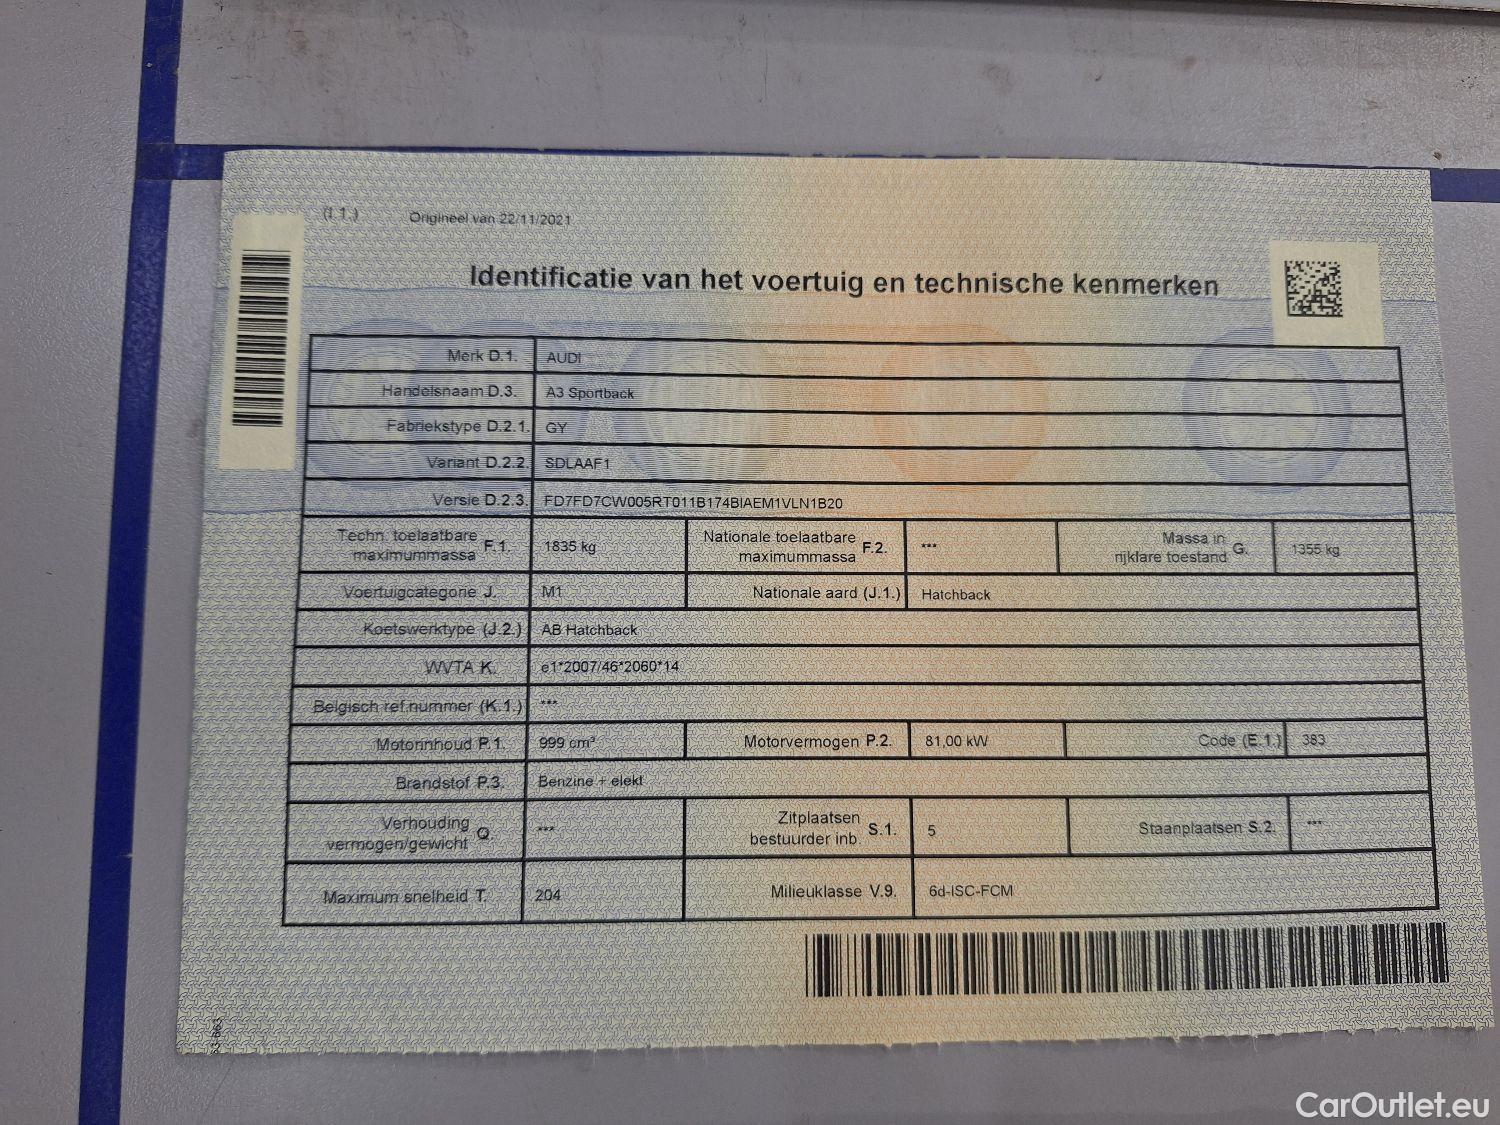 (I.1.) Origineel van 22/11/2021
Identificatie van het voertuig en technische kenmerken
Merk D.1. AUDI
Handelsnaam D.3. A3 Sportback
Fabriekstype D.2.1. GY
Variant D.2.2. SDLAAF1
Versie D.2.3. FD7FD7CW005RT011B174BIAEM1VLN1B20
Techn. toelaatbare maximummassa F.1. 1835 kg Nationale toelaatbare maximummassa F.2. *** Massa in rijklare toestand G. 1355 kg
Voertuigcategorie J. M1 Nationale aard (J.1.) Hatchback
Koetswerktype (J.2.) AB Hatchback
WVTA K. e1*2007/46*2060*14
Belgisch ref.nummer (K.1.) ***
Motorinhoud P.1. 999 cm³ Motorvermogen P.2. 81,00 kW Code (E.1.) 383
Brandstof P.3. Benzine + elekt
Verhouding vermogen/gewicht Q. *** Zitplaatsen bestuurder inb. S.1. 5 Staanplaatsen S.2. ***
Maximum snelheid T. 204 Milieuklasse V.9. 6d-ISC-FCM
CarOutlet.eu